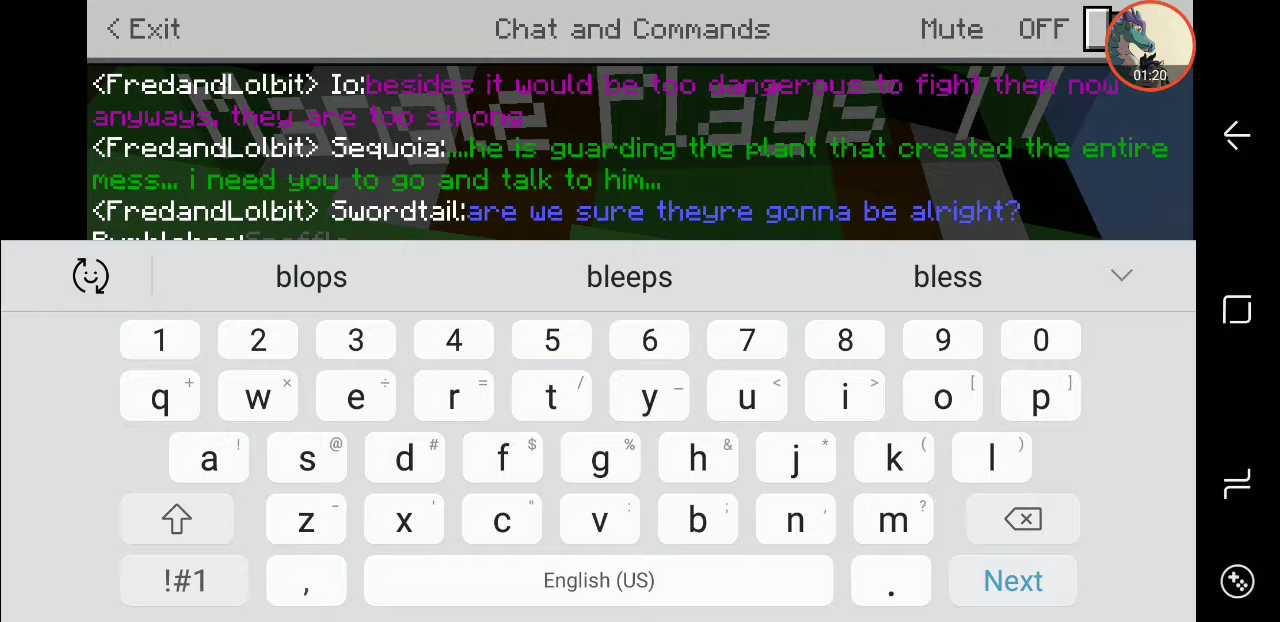 < Exit Chat and Commands Mute OFF
01:20
<FredandLolbit> Io:besides it would be too dangerous to fight them now
anyways, they are too strong
<FredandLolbit> Sequoia:....he is guarding the plant that created the entire
mess... i need you to go and talk to him...
<FredandLolbit> Swordtail:are we sure theyre gonna be alright?
blops bleeps bless
1 2 3 4 5 6 7 8 9 0
q + w × e ÷ r = t / y _ u < i > o [ p ]
a ! s @ d # f $ g % h & j * k ( l )
z - x ' c " v : b ; n , m ?
!#1 , English (US) . Next